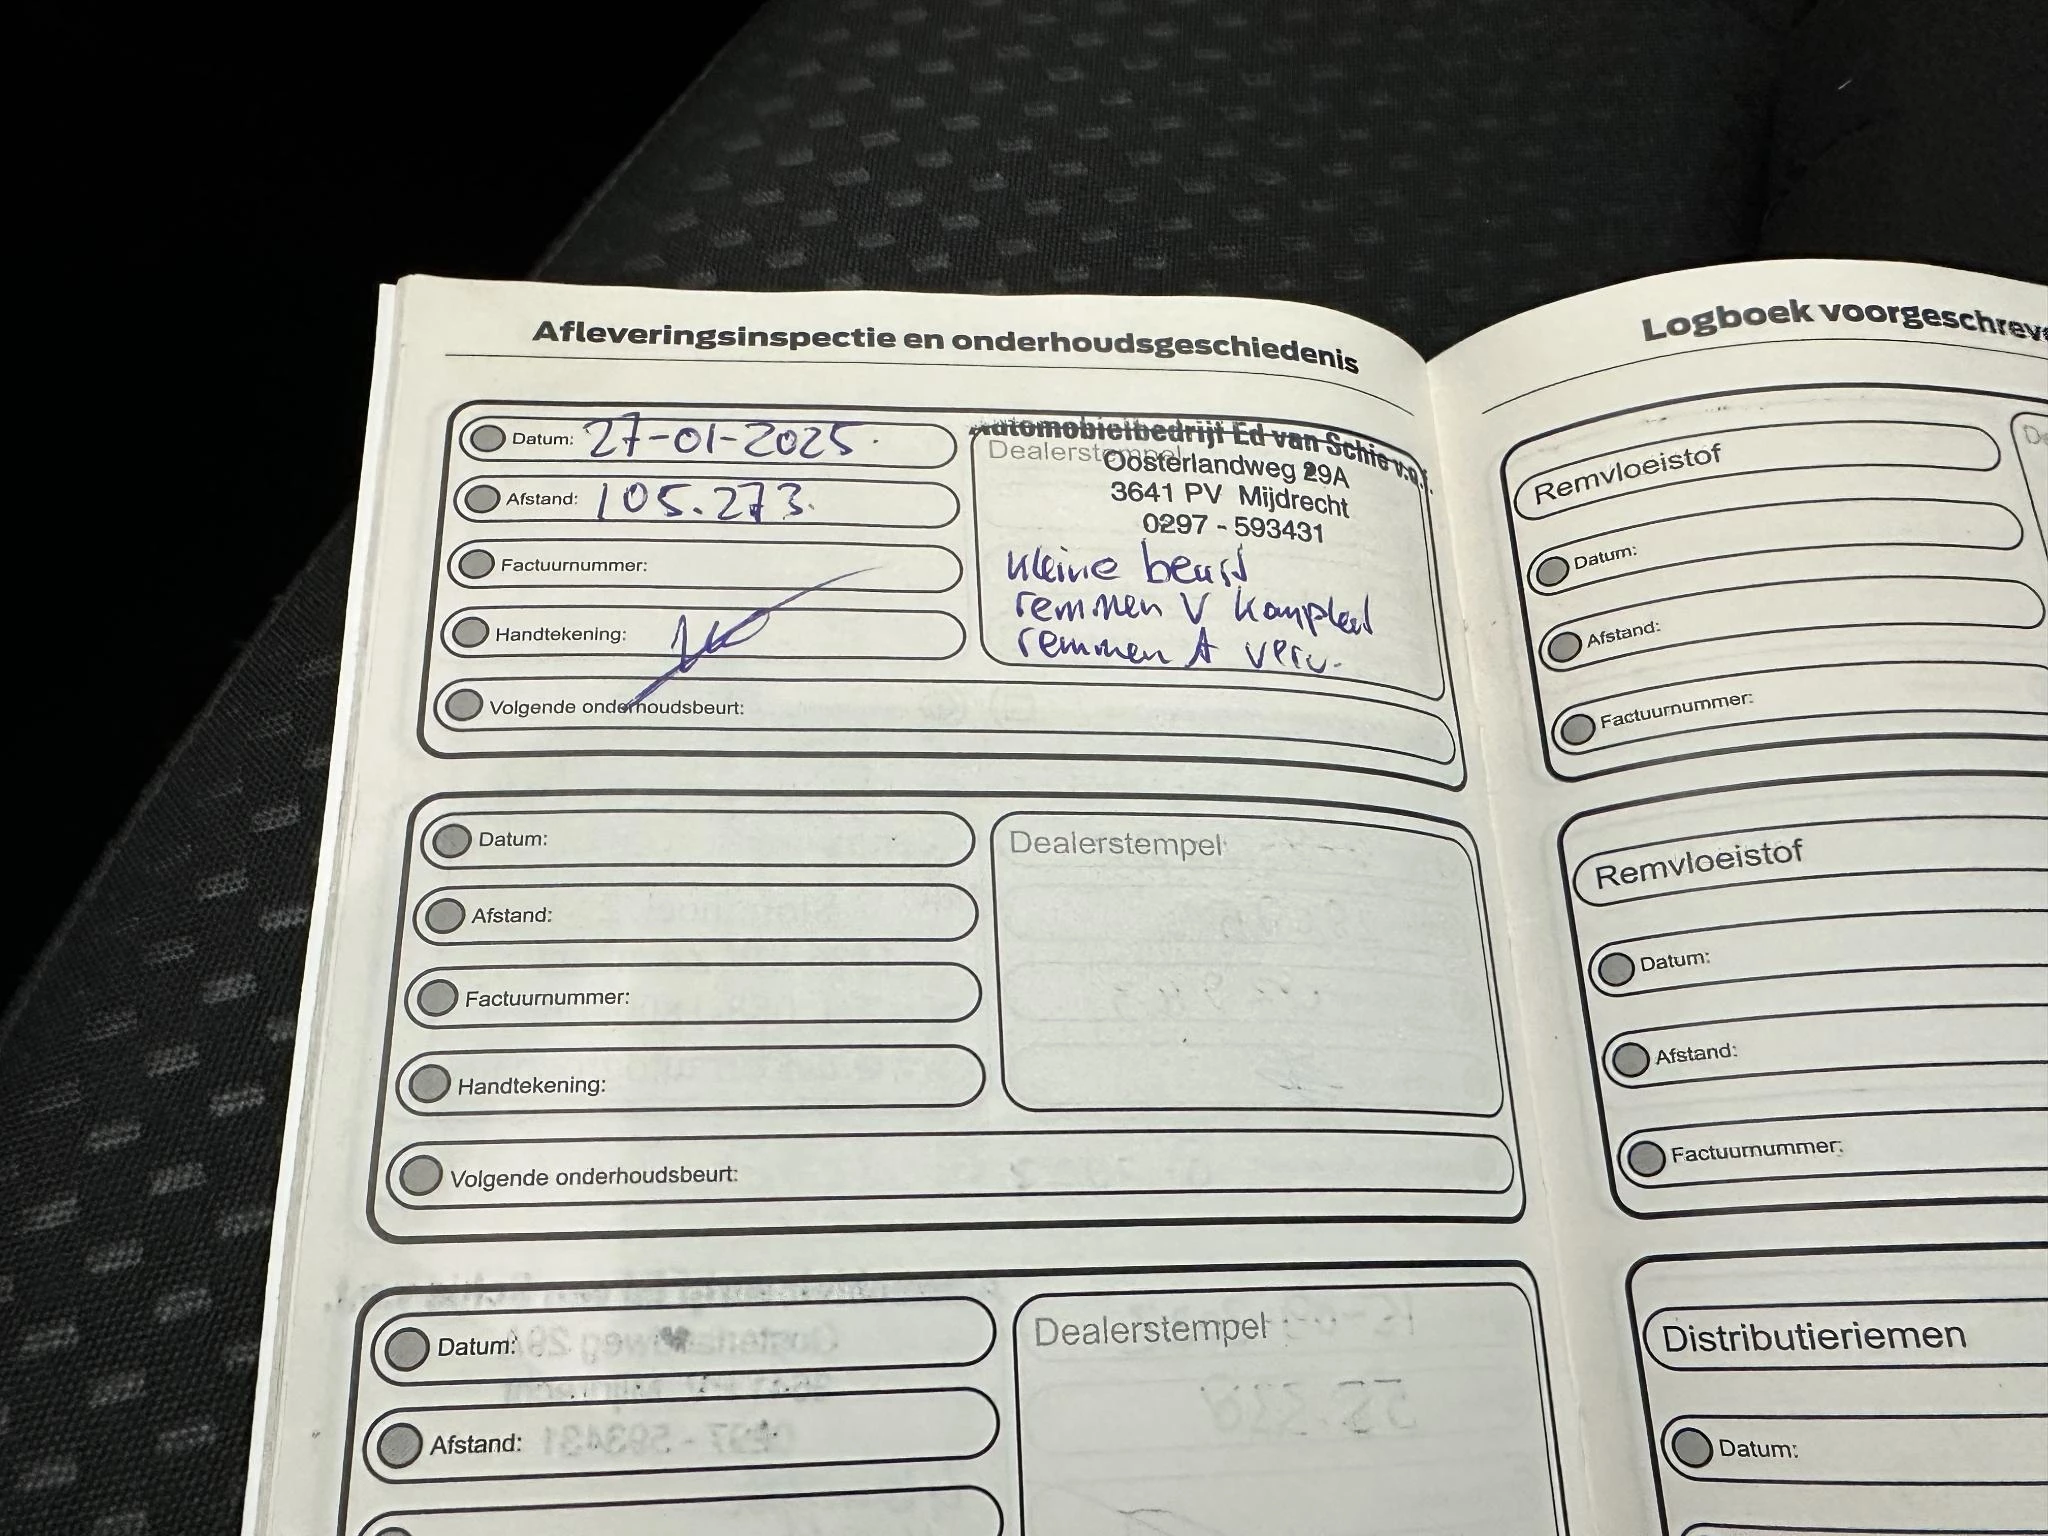 Afleveringsinspectie en onderhoudsgeschiedenis
Datum: 27-01-2025
Afstand: 105.273
Factuurnummer:
Handtekening:
Volgende onderhoudsbeurt:
Automobielbedrijf Ed van Schie v.o.f.
Dealerstempel
Oosterlandweg 29A
3641 PV Mijdrecht
0297 - 593431
kleine beurt
remmen V kompleet
remmen A
Datum:
Afstand:
Factuurnummer:
Handtekening:
Volgende onderhoudsbeurt:
Dealerstempel
Datum:
Afstand:
Dealerstempel
Logboek
Remvloeistof
Datum:
Afstand:
Factuurnummer:
Remvloeistof
Datum:
Afstand:
Factuurnummer:
Distributieriemen
Datum: